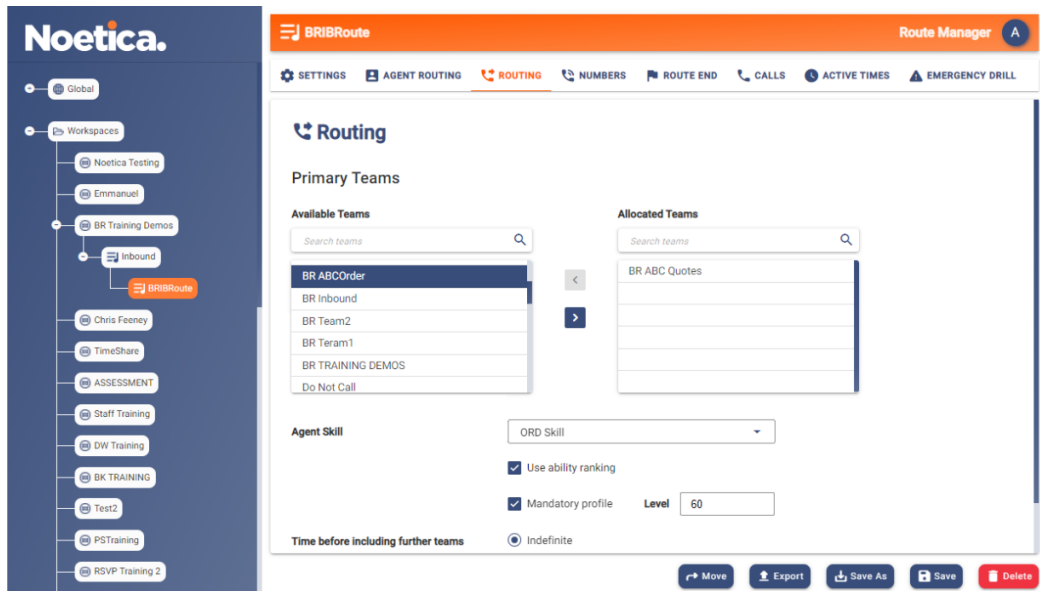 Noetica.
Global
Workspaces
Noetica Testing
Emmanuel
BR Training Demos
Inbound
BRIBRoute
Chris Feeney
TimeShare
ASSESSMENT
Staff Training
DW Training
BK TRAINING
Test2
PSTraining
RSVP Training 2
BRIBRoute
Route Manager A
SETTINGS AGENT ROUTING ROUTING NUMBERS ROUTE END CALLS ACTIVE TIMES EMERGENCY DRILL
Routing
Primary Teams
Available Teams
Search teams
BR ABCOrder
BR Inbound
BR Team2
BR Teram1
BR TRAINING DEMOS
Do Not Call
Allocated Teams
Search teams
BR ABC Quotes
Agent Skill ORD Skill
Use ability ranking
Mandatory profile Level 60
Time before including further teams Indefinite
Move Export Save As Save Delete